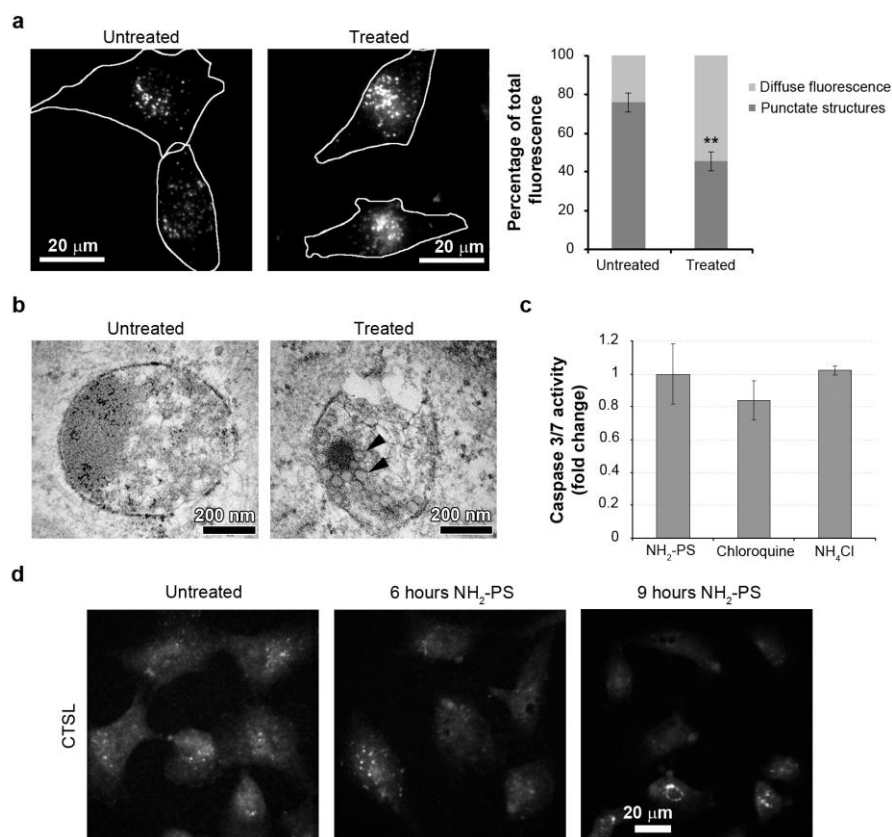 a
Untreated
Treated
20 μm
20 μm
Percentage of total
fluorescence
100
80
60
40
20
0
**
Untreated
Treated
Diffuse fluorescence
Punctate structures
b
Untreated
Treated
200 nm
200 nm
c
Caspase 3/7 activity
(fold change)
1.2
1
0.8
0.6
0.4
0.2
0
NH₂-PS
Chloroquine
NH₄Cl
d
Untreated
6 hours NH₂-PS
9 hours NH₂-PS
CTSL
20 μm